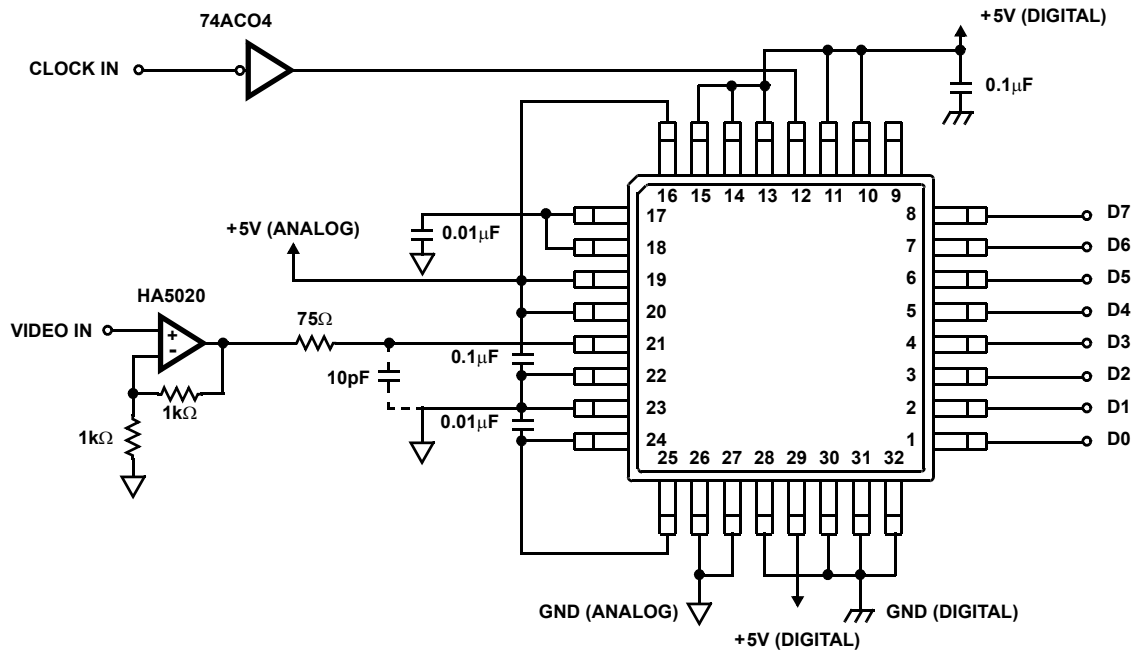 74ACO4
+5V (DIGITAL)
CLOCK IN
0.1µF
16 15 14 13 12 11 10 9
17
18
19
20
21
22
23
24
8
7
6
5
4
3
2
1
D7
D6
D5
D4
D3
D2
D1
D0
+5V (ANALOG)
0.01µF
HA5020
VIDEO IN
+
-
75Ω
0.1µF
10pF
1kΩ
0.01µF
1kΩ
25 26 27 28 29 30 31 32
GND (ANALOG)
GND (DIGITAL)
+5V (DIGITAL)